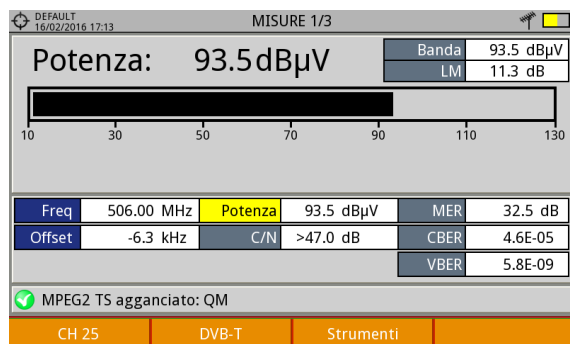 DEFAULT
16/02/2016 17:13
MISURE 1/3
Potenza: 93.5dBµV
Banda 93.5 dBµV
LM 11.3 dB
10 30 50 70 90 110 130
Freq 506.00 MHz Potenza 93.5 dBµV MER 32.5 dB
Offset -6.3 kHz C/N >47.0 dB CBER 4.6E-05
VBER 5.8E-09
MPEG2 TS agganciato: QM
CH 25 DVB-T Strumenti